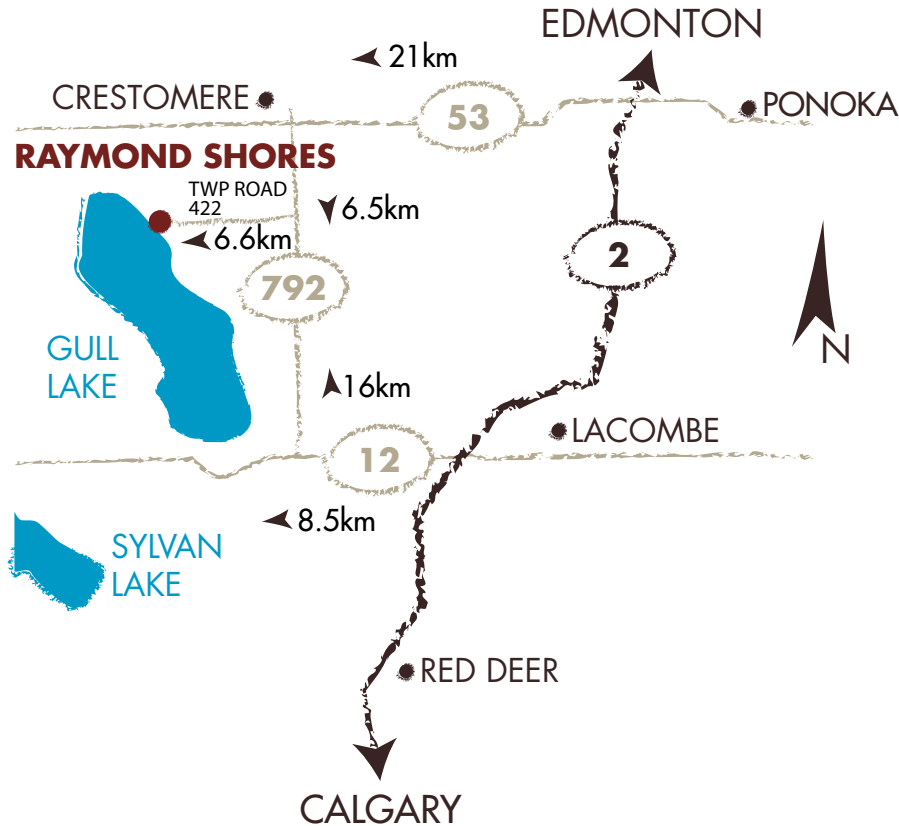 EDMONTON
21km
CRESTOMERE
53
PONOKA
RAYMOND SHORES
TWP ROAD
422
6.5km
6.6km
2
792
N
GULL
LAKE
16km
LACOMBE
12
8.5km
SYLVAN
LAKE
RED DEER
CALGARY